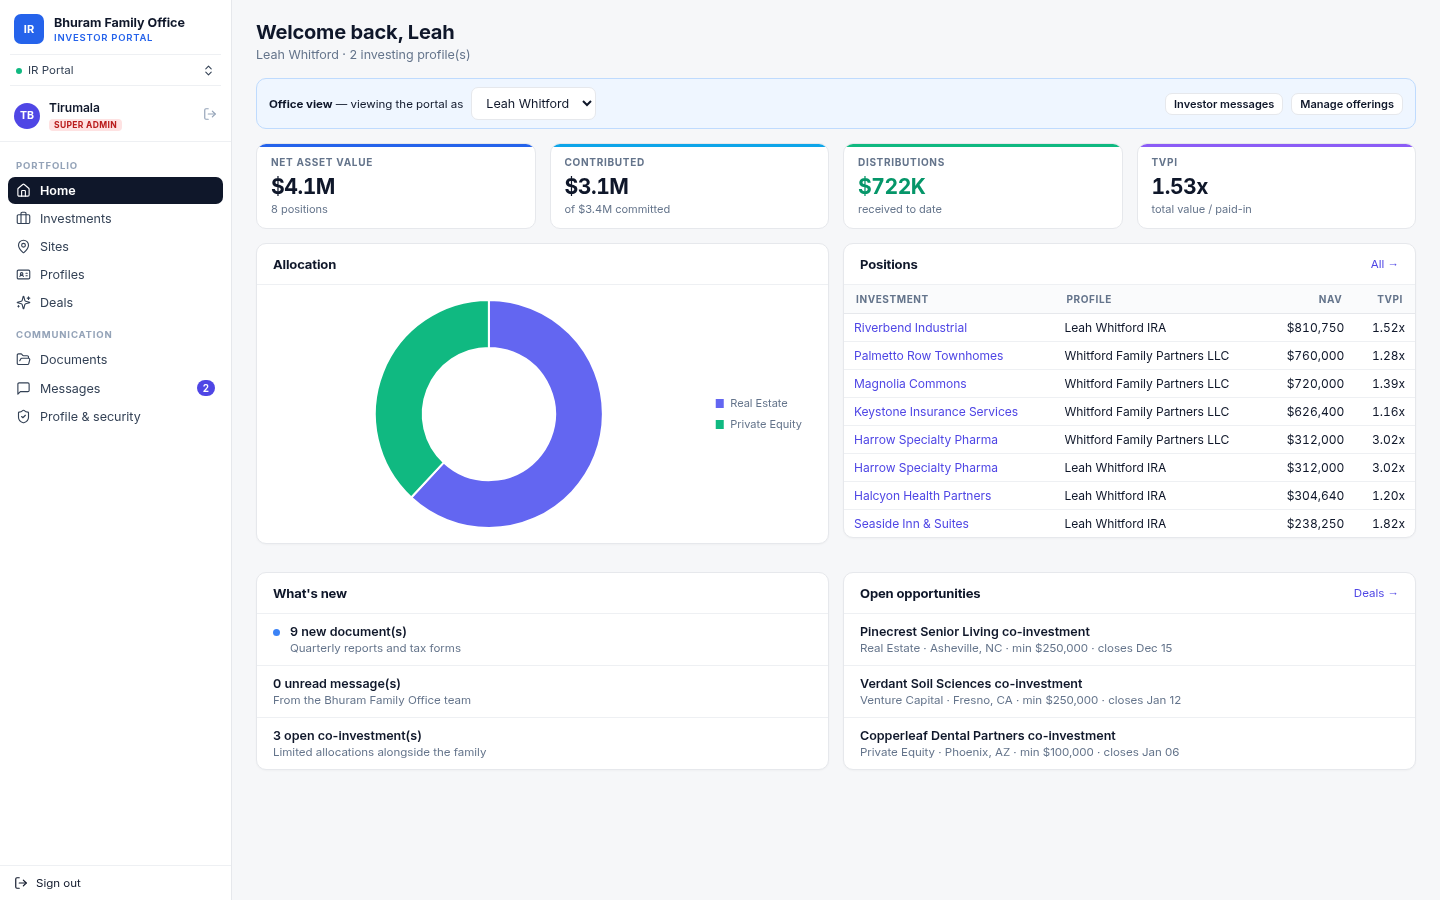 IR
Bhuram Family Office
INVESTOR PORTAL
IR Portal
TB
Tirumala
SUPER ADMIN
PORTFOLIO
Home
Investments
Sites
Profiles
Deals
COMMUNICATION
Documents
Messages 2
Profile & security
Sign out
Welcome back, Leah
Leah Whitford · 2 investing profile(s)
Office view — viewing the portal as Leah Whitford
Investor messages Manage offerings
NET ASSET VALUE
$4.1M
8 positions
CONTRIBUTED
$3.1M
of $3.4M committed
DISTRIBUTIONS
$722K
received to date
TVPI
1.53x
total value / paid-in
Allocation
Real Estate
Private Equity
Positions All →
INVESTMENT PROFILE NAV TVPI
Riverbend Industrial Leah Whitford IRA $810,750 1.52x
Palmetto Row Townhomes Whitford Family Partners LLC $760,000 1.28x
Magnolia Commons Whitford Family Partners LLC $720,000 1.39x
Keystone Insurance Services Whitford Family Partners LLC $626,400 1.16x
Harrow Specialty Pharma Whitford Family Partners LLC $312,000 3.02x
Harrow Specialty Pharma Leah Whitford IRA $312,000 3.02x
Halcyon Health Partners Leah Whitford IRA $304,640 1.20x
Seaside Inn & Suites Leah Whitford IRA $238,250 1.82x
What's new
9 new document(s)
Quarterly reports and tax forms
0 unread message(s)
From the Bhuram Family Office team
3 open co-investment(s)
Limited allocations alongside the family
Open opportunities Deals →
Pinecrest Senior Living co-investment
Real Estate · Asheville, NC · min $250,000 · closes Dec 15
Verdant Soil Sciences co-investment
Venture Capital · Fresno, CA · min $250,000 · closes Jan 12
Copperleaf Dental Partners co-investment
Private Equity · Phoenix, AZ · min $100,000 · closes Jan 06